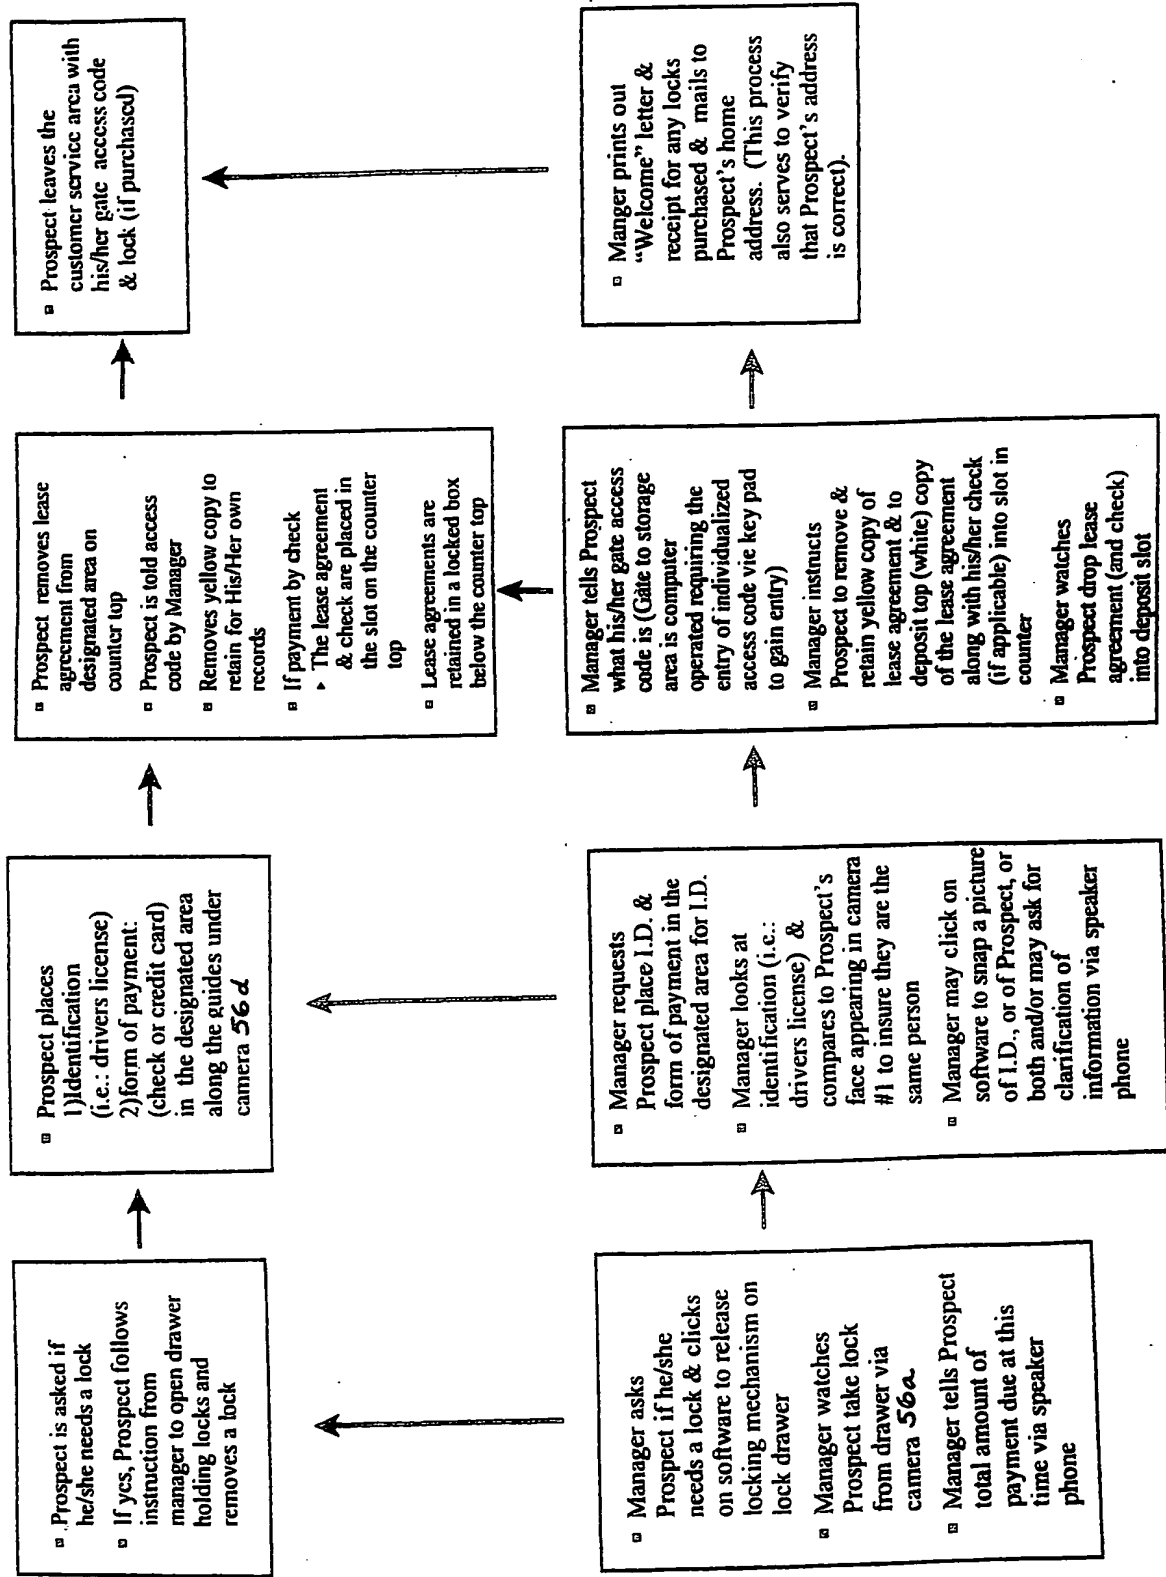 Prospect is asked if
he/she needs a lock
If yes, Prospect follows
instruction from
manager to open drawer
holding locks and
removes a lock
Prospect places
1)Identification
(i.e.: drivers license)
2)form of payment:
(check or credit card)
in the designated area
along the guides under
camera 56d
Prospect removes lease
agreement from
designated area on
counter top
Prospect is told access
code by Manager
Removes yellow copy to
retain for His/Her own
records
If payment by check
The lease agreement
& check are placed in
the slot on the counter
top
Lease agreements are
retained in a locked box
below the counter top
Prospect leaves the
customer service area with
his/her gate access code
& lock (if purchased)
Manager asks
Prospect if he/she
needs a lock & clicks
on software to release
locking mechanism on
lock drawer
Manager watches
Prospect take lock
from drawer via
camera 56a
Manager tells Prospect
total amount of
payment due at this
time via speaker
phone
Manager requests
Prospect place I.D. &
form of payment in the
designated area for I.D.
Manager looks at
identification (i.e.:
drivers license) &
compares to Prospect's
face appearing in camera
#1 to insure they are the
same person
Manager may click on
software to snap a picture
of I.D., or of Prospect, or
both and/or may ask for
clarification of
information via speaker
phone
Manager tells Prospect
what his/her gate access
code is (Gate to storage
area is computer
operated requiring the
entry of individualized
access code vie key pad
to gain entry)
Manager instructs
Prospect to remove &
retain yellow copy of
lease agreement & to
deposit top (white) copy
of the lease agreement
along with his/her check
(if applicable) into slot in
counter
Manager watches
Prospect drop lease
agreement (and check)
into deposit slot
Manger prints out
“Welcome” letter &
receipt for any locks
purchased & mails to
Prospect's home
address. (This process
also serves to verify
that Prospect's address
is correct).